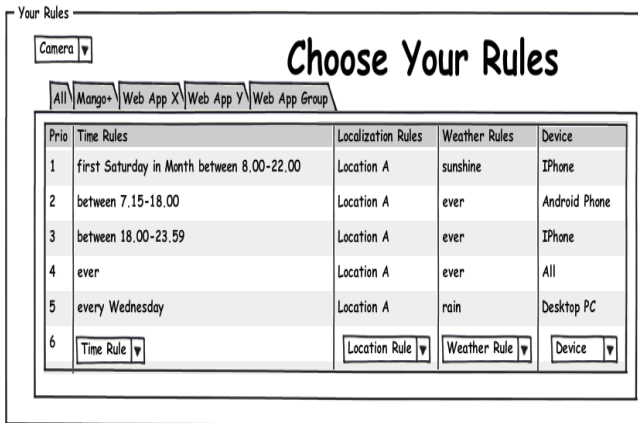 Your Rules
Camera
Choose Your Rules
All Mango+ Web App X Web App Y Web App Group
Prio Time Rules Localization Rules Weather Rules Device
1 first Saturday in Month between 8.00-22.00 Location A sunshine IPhone
2 between 7.15-18.00 Location A ever Android Phone
3 between 18.00-23.59 Location A ever IPhone
4 ever Location A ever All
5 every Wednesday Location A rain Desktop PC
6 Time Rule Location Rule Weather Rule Device